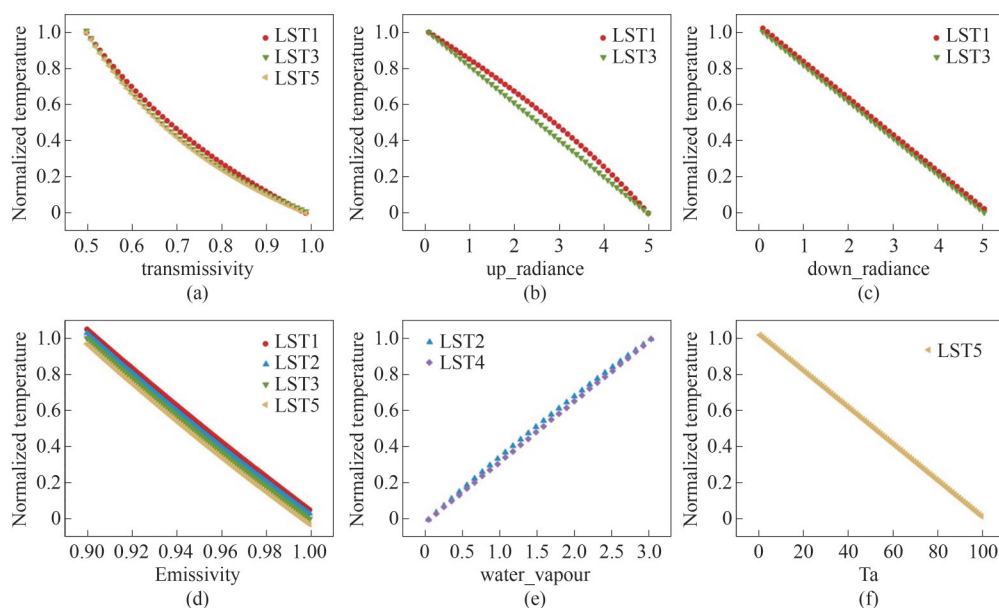 1.0
0.8
0.6
0.4
0.2
0
Normalized temperature
LST1
LST3
LST5
0.5 0.6 0.7 0.8 0.9 1.0
transmissivity
(a)
1.0
0.8
0.6
0.4
0.2
0
Normalized temperature
LST1
LST3
0 1 2 3 4 5
up_radiance
(b)
1.0
0.8
0.6
0.4
0.2
0
Normalized temperature
LST1
LST3
0 1 2 3 4 5
down_radiance
(c)
1.0
0.8
0.6
0.4
0.2
0
Normalized temperature
LST1
LST2
LST3
LST5
0.90 0.92 0.94 0.96 0.98 1.00
Emissivity
(d)
1.0
0.8
0.6
0.4
0.2
0
Normalized temperature
LST2
LST4
0 0.5 1.0 1.5 2.0 2.5 3.0
water_vapour
(e)
1.0
0.8
0.6
0.4
0.2
0
Normalized temperature
LST5
0 20 40 60 80 100
Ta
(f)